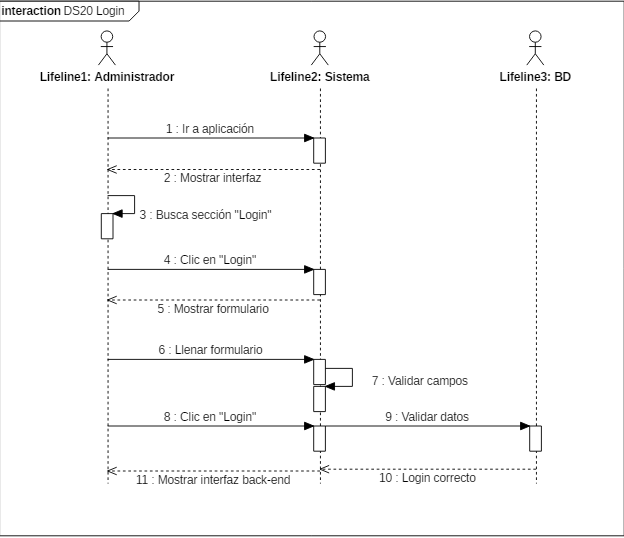 interaction DS20 Login
Lifeline1: Administrador
Lifeline2: Sistema
Lifeline3: BD
1 : Ir a aplicación
2 : Mostrar interfaz
3 : Busca sección "Login"
4 : Clic en "Login"
5 : Mostrar formulario
6 : Llenar formulario
7 : Validar campos
8 : Clic en "Login"
9 : Validar datos
10 : Login correcto
11 : Mostrar interfaz back-end